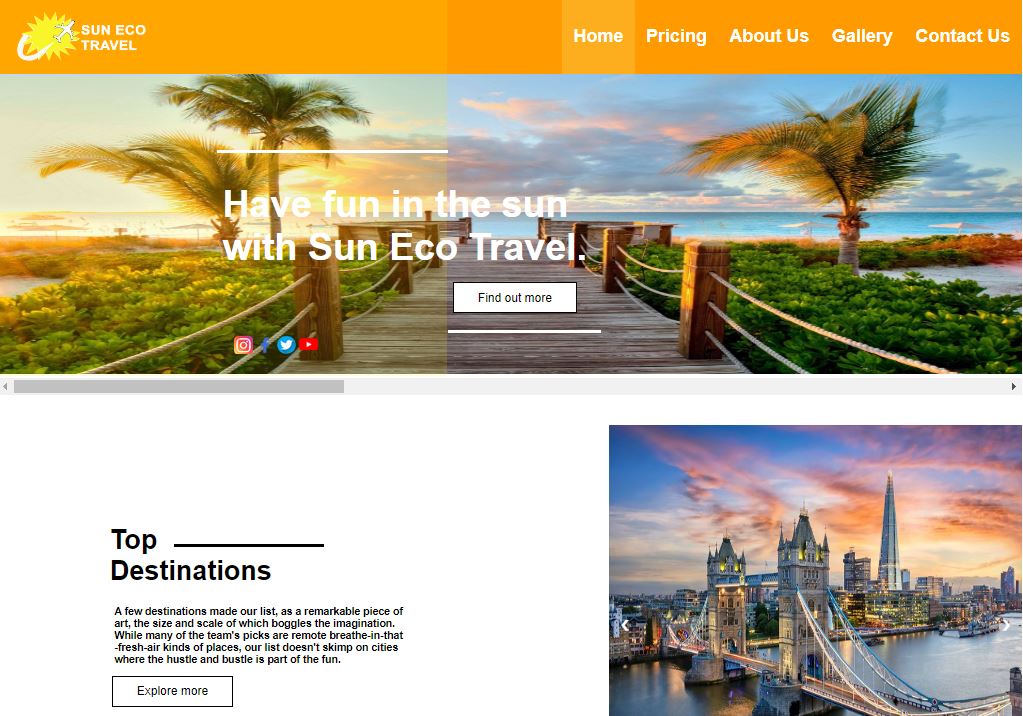 SUN ECO
TRAVEL
Home Pricing About Us Gallery Contact Us
Have fun in the sun
with Sun Eco Travel.
Find out more
Top
Destinations
A few destinations made our list, as a remarkable piece of
art, the size and scale of which boggles the imagination.
While many of the team's picks are remote breathe-in-that
-fresh-air kinds of places, our list doesn't skimp on cities
where the hustle and bustle is part of the fun.
Explore more